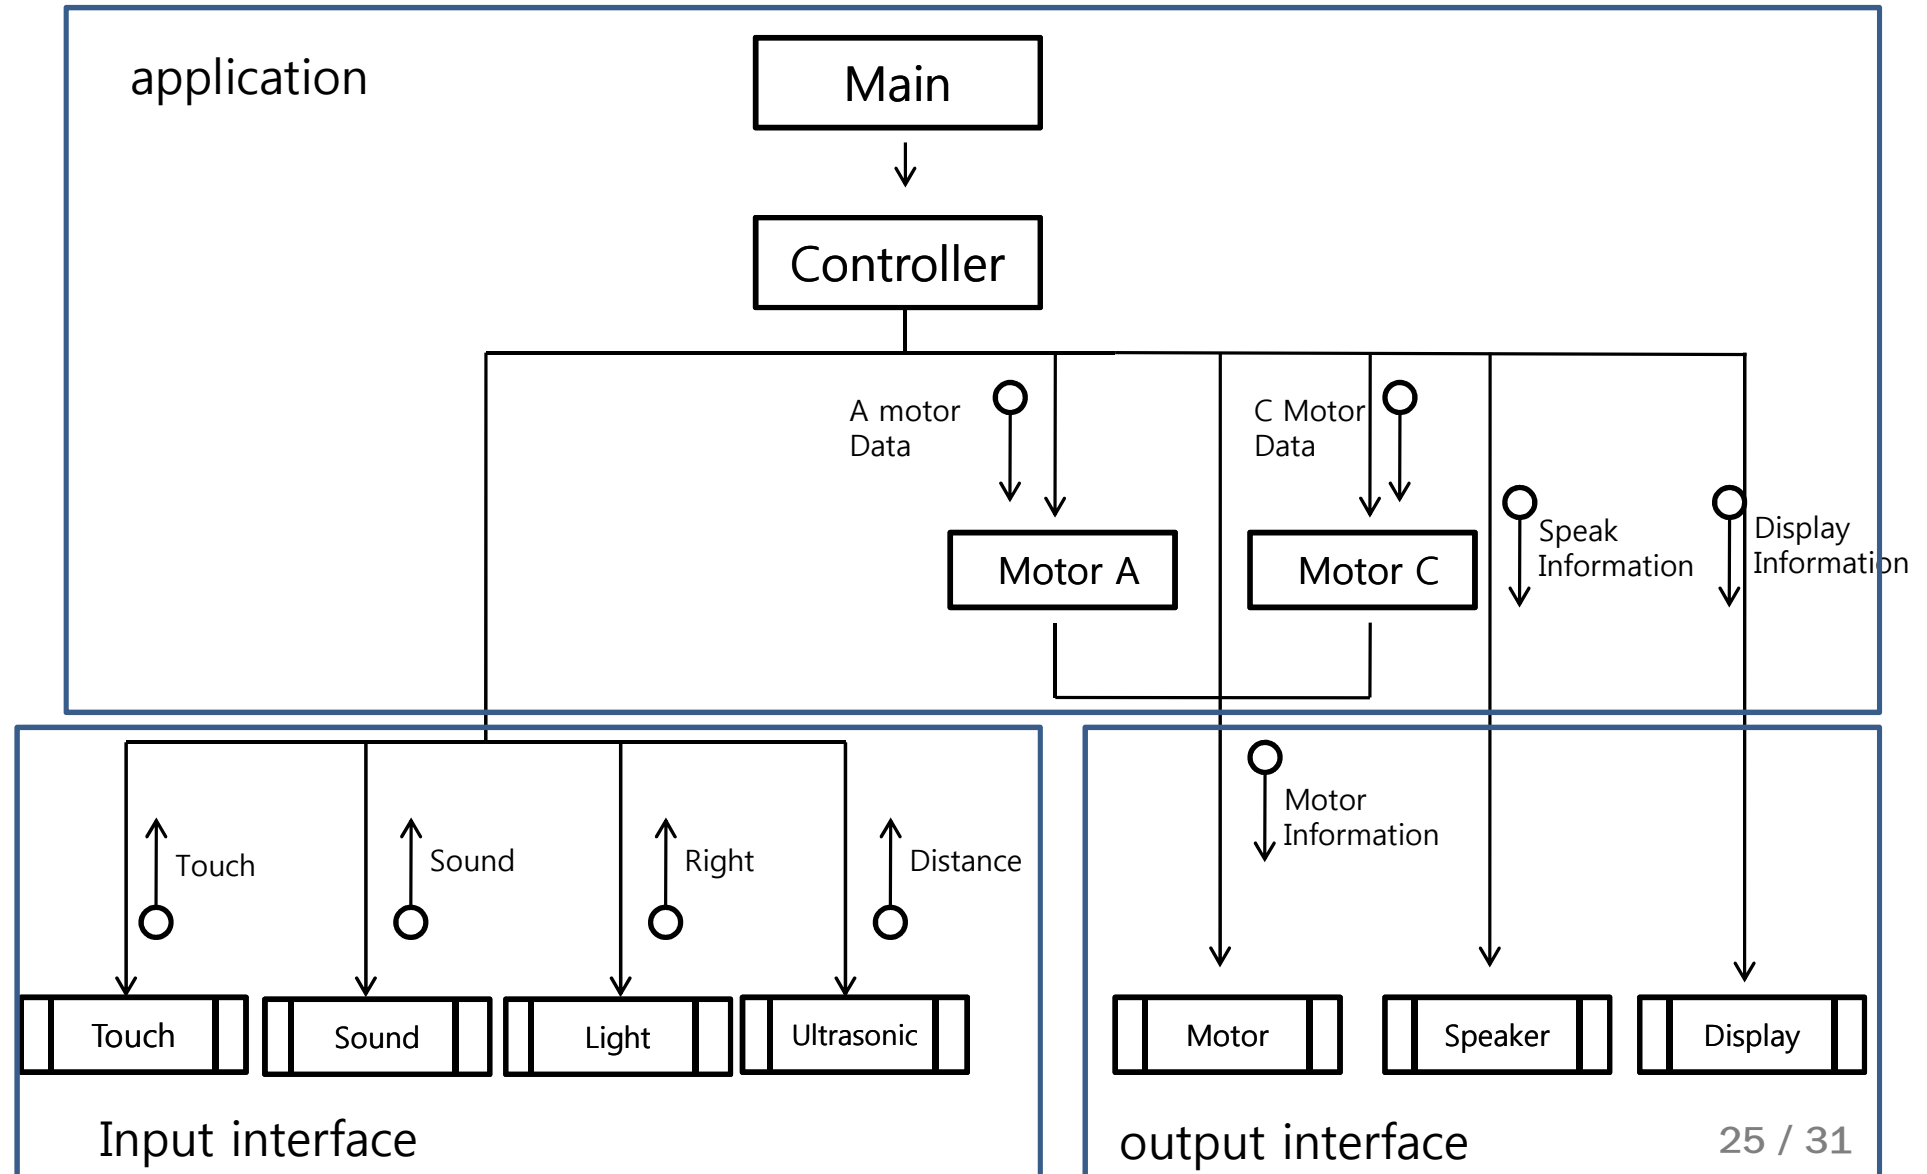 application
Main
Controller
A motor
Data
C Motor
Data
Speak
Information
Display
Information
Motor A
Motor C
Motor
Information
Touch
Sound
Right
Distance
Touch
Sound
Light
Ultrasonic
Motor
Speaker
Display
Input interface
output interface
25 / 31